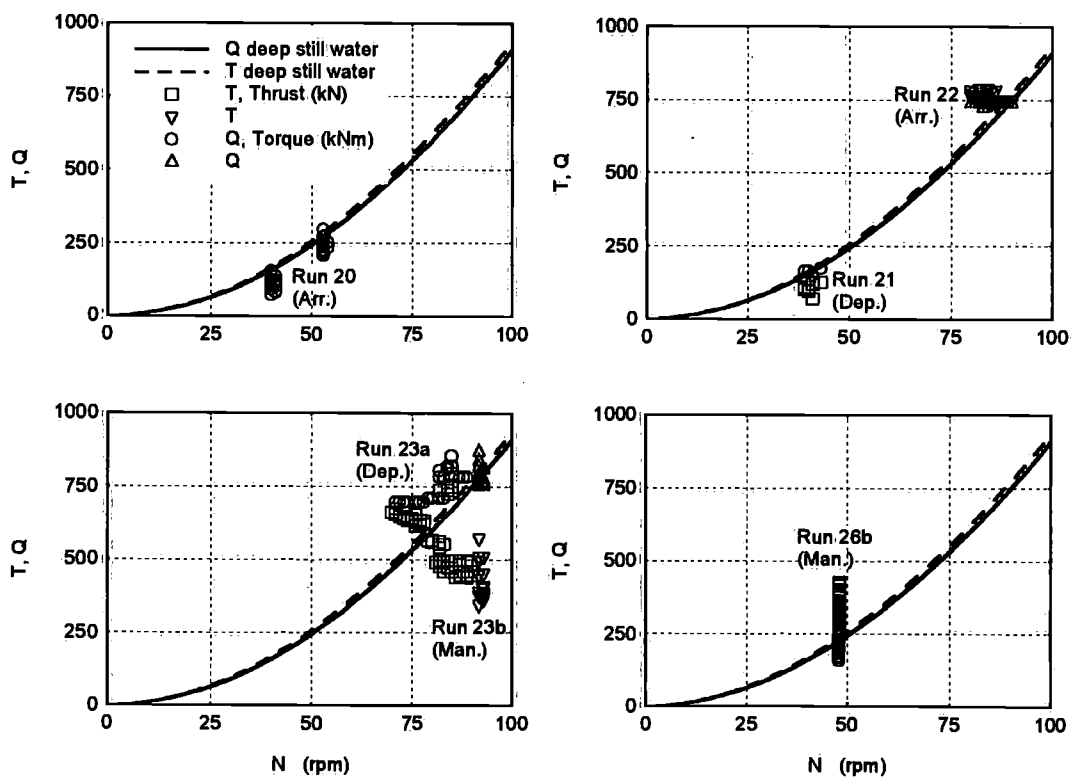 1000
Q deep still water
T deep still water
T, Thrust (kN)
T
Q, Torque (kNm)
Q
750
500
250
0
T, Q
Run 20
(Arr.)
0 25 50 75 100
1000
750
500
250
0
T, Q
Run 22
(Arr.)
Run 21
(Dep.)
0 25 50 75 100
1000
750
500
250
0
T, Q
Run 23a
(Dep.)
Run 23b
(Man.)
0 25 50 75 100
N (rpm)
1000
750
500
250
0
T, Q
Run 26b
(Man.)
0 25 50 75 100
N (rpm)